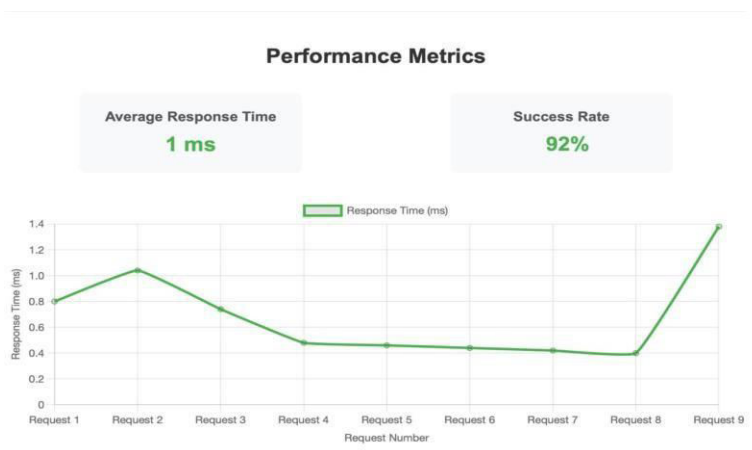 Performance Metrics
Average Response Time
1 ms
Success Rate
92%
Response Time (ms)
1.4
1.2
1.0
0.8
0.6
0.4
0.2
0
Response Time (ms)
Request 1 Request 2 Request 3 Request 4 Request 5 Request 6 Request 7 Request 8 Request 9
Request Number